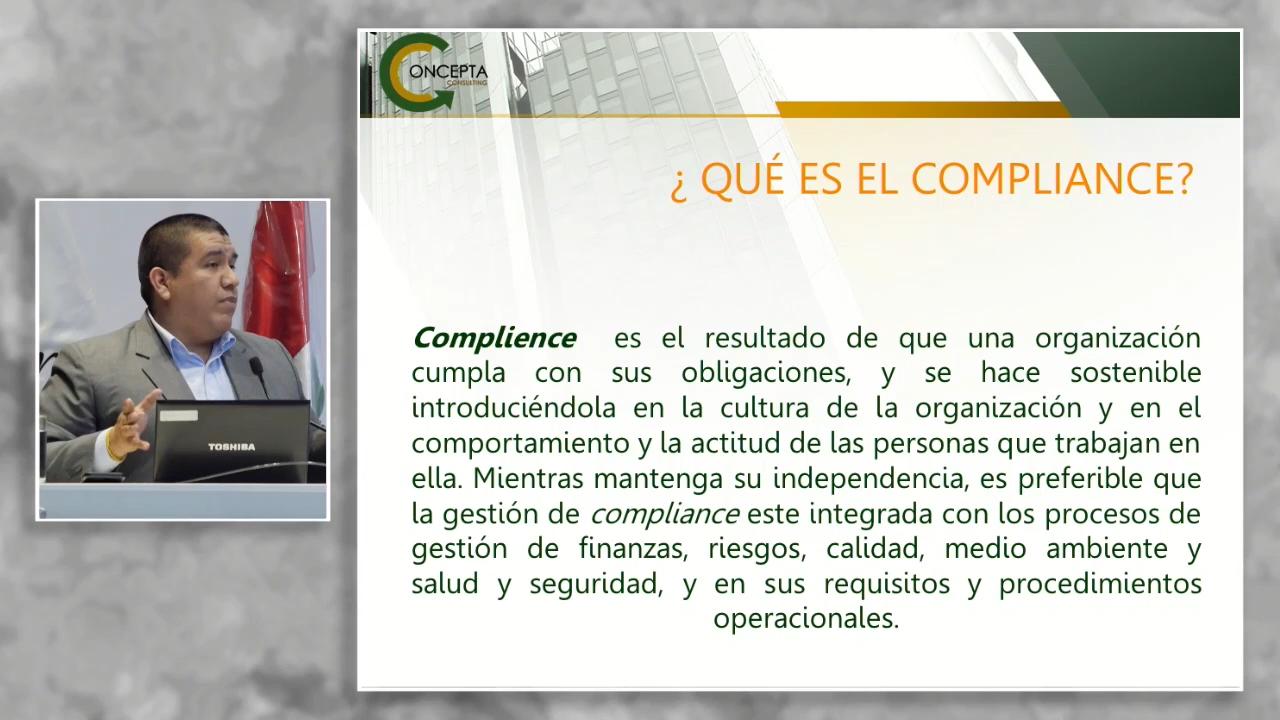 ONCEPTA
CONSULTING
¿ QUÉ ES EL COMPLIANCE?
Complience es el resultado de que una organización
cumpla con sus obligaciones, y se hace sostenible
introduciéndola en la cultura de la organización y en el
comportamiento y la actitud de las personas que trabajan en
ella. Mientras mantenga su independencia, es preferible que
la gestión de compliance este integrada con los procesos de
gestión de finanzas, riesgos, calidad, medio ambiente y
salud y seguridad, y en sus requisitos y procedimientos
operacionales.
TOSHIBA